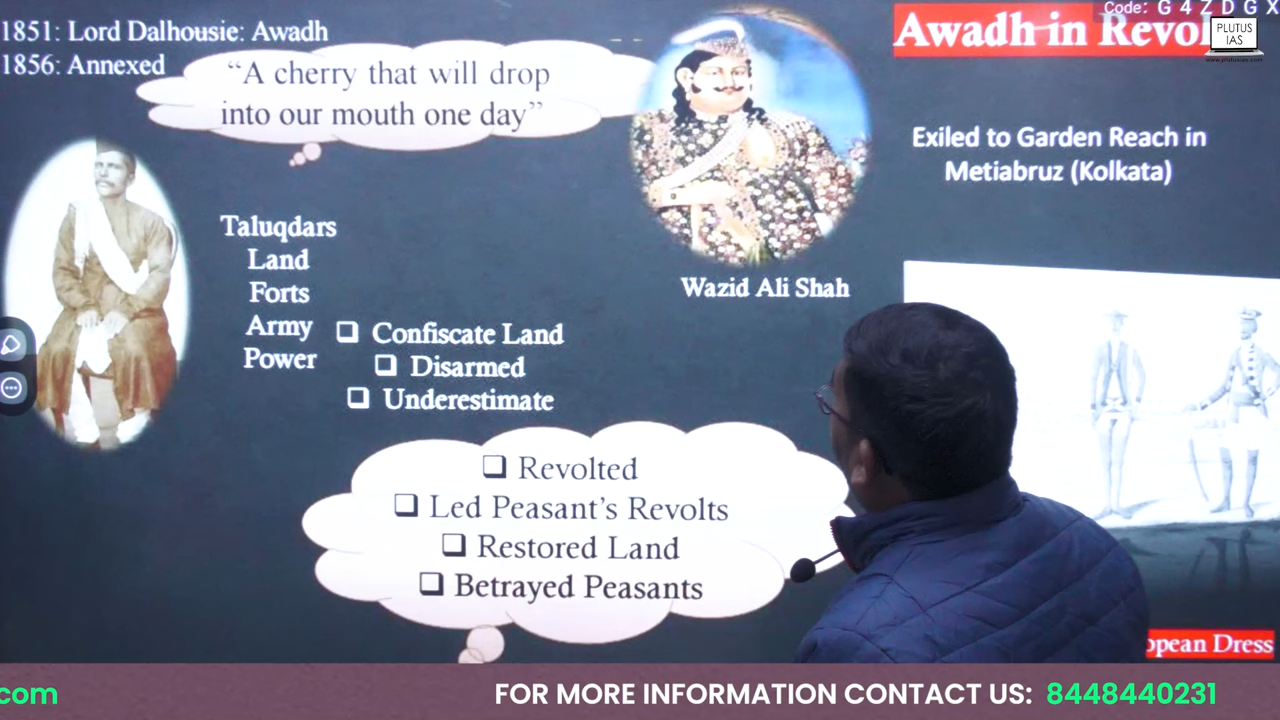 Code: G 4 Z D G X
1851: Lord Dalhousie: Awadh
1856: Annexed
“A cherry that will drop
into our mouth one day”
Awadh in Revol
PLUTUS
IAS
www.plutusias.com
Exiled to Garden Reach in
Metiabruz (Kolkata)
Taluqdars
Land
Forts
Army
Power
Wazid Ali Shah
❑ Confiscate Land
❑ Disarmed
❑ Underestimate
❑ Revolted
❑ Led Peasant’s Revolts
❑ Restored Land
❑ Betrayed Peasants
opean Dress
.com
FOR MORE INFORMATION CONTACT US: 8448440231